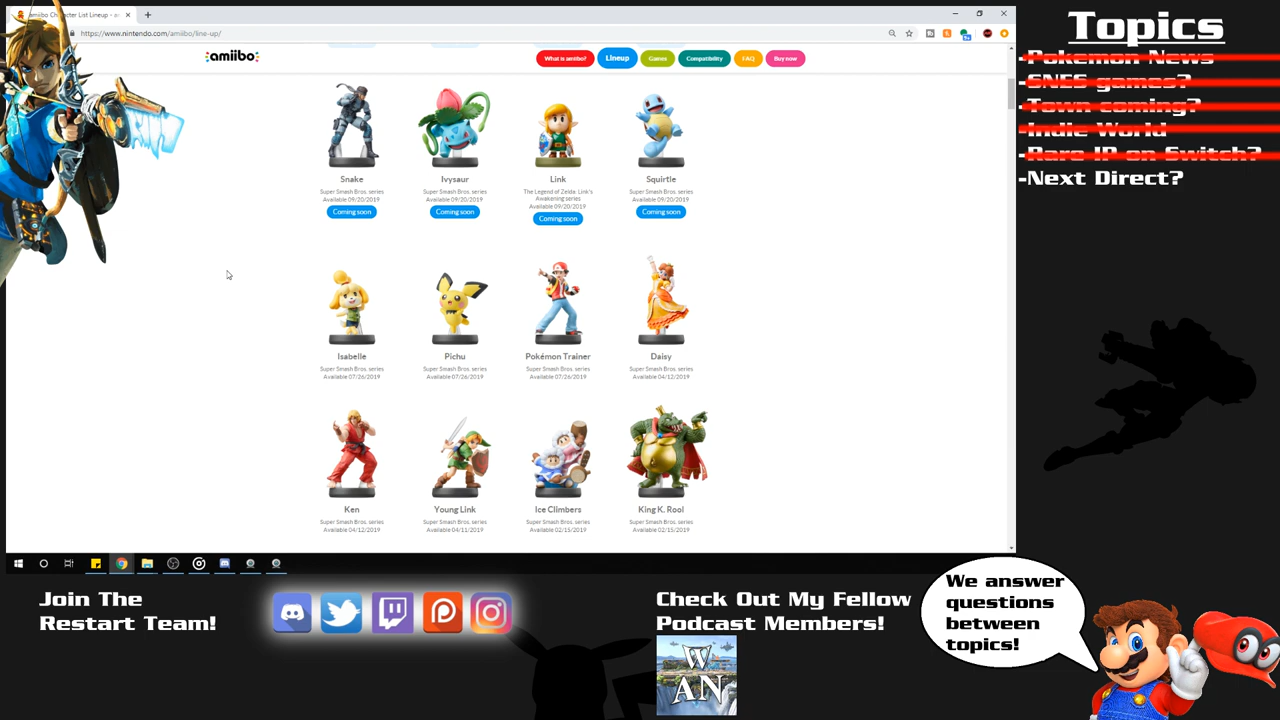 amiibo Character List Lineup - a
https://www.nintendo.com/amiibo/line-up/
amiibo
What is amiibo?
Lineup
Games
Compatibility
FAQ
Buy now
Snake
Super Smash Bros. series
Available 09/20/2019
Coming soon
Ivysaur
Super Smash Bros. series
Available 09/20/2019
Coming soon
Link
The Legend of Zelda: Link's
Awakening series
Available 09/20/2019
Coming soon
Squirtle
Super Smash Bros. series
Available 09/20/2019
Coming soon
Isabelle
Super Smash Bros. series
Available 07/26/2019
Pichu
Super Smash Bros. series
Available 07/26/2019
Pokémon Trainer
Super Smash Bros. series
Available 07/26/2019
Daisy
Super Smash Bros. series
Available 04/12/2019
Ken
Super Smash Bros. series
Available 04/12/2019
Young Link
Super Smash Bros. series
Available 04/11/2019
Ice Climbers
Super Smash Bros. series
Available 02/15/2019
King K. Rool
Super Smash Bros. series
Available 02/15/2019
Topics
-Pokemon News
-SNES games?
-Town coming?
-Indie World
-Rare IP on Switch?
-Next Direct?
Join The
Restart Team!
Check Out My Fellow
Podcast Members!
W
AN
We answer
questions
between
topics!